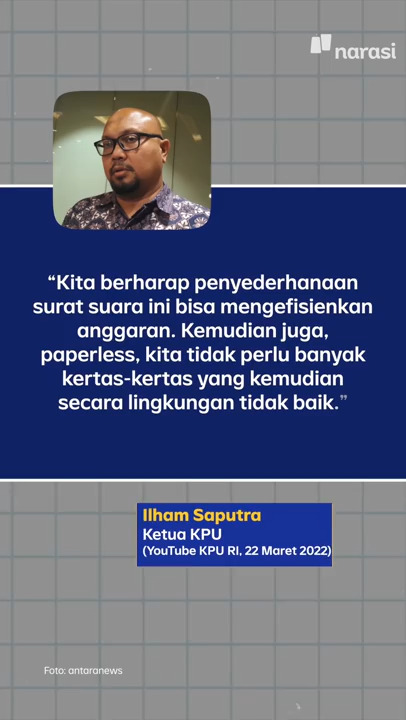 narasi
“Kita berharap penyederhanaan
surat suara ini bisa mengefisienkan
anggaran. Kemudian juga,
paperless, kita tidak perlu banyak
kertas-kertas yang kemudian
secara lingkungan tidak baik.”
Ilham Saputra
Ketua KPU
(YouTube KPU RI, 22 Maret 2022)
Foto: antaranews